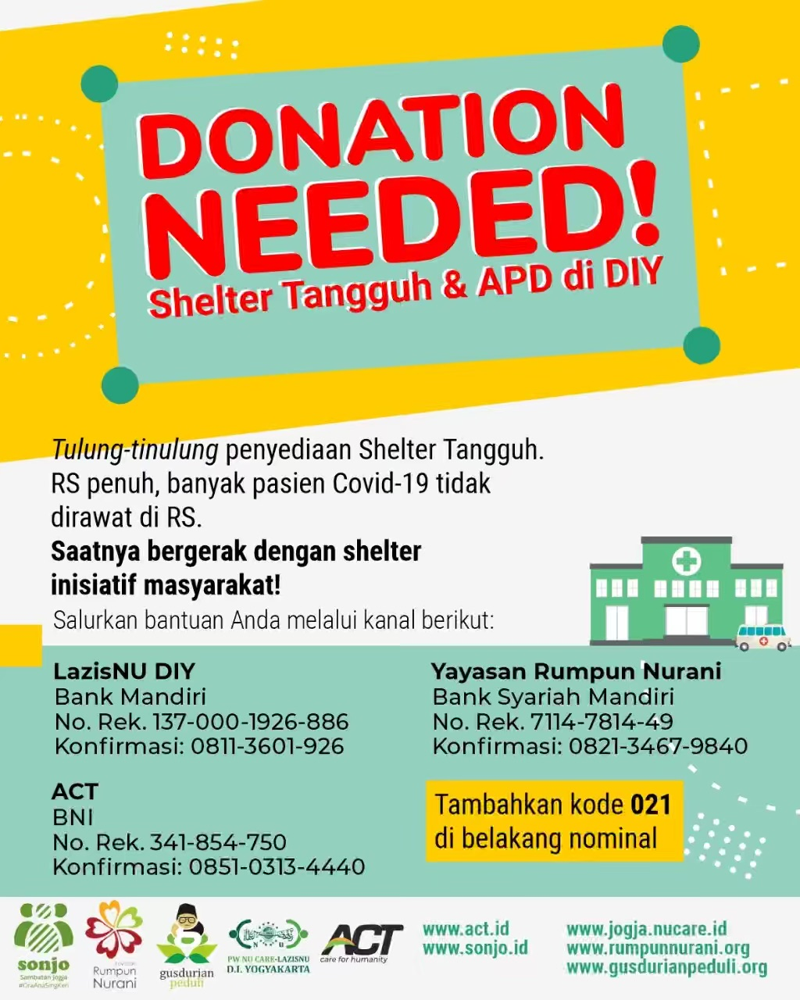 DONATION
NEEDED!
Shelter Tangguh & APD di DIY
Tulung-tinulung penyediaan Shelter Tangguh.
RS penuh, banyak pasien Covid-19 tidak
dirawat di RS.
Saatnya bergerak dengan shelter
inisiatif masyarakat!
Salurkan bantuan Anda melalui kanal berikut:
LazisNU DIY
Bank Mandiri
No. Rek. 137-000-1926-886
Konfirmasi: 0811-3601-926
Yayasan Rumpun Nurani
Bank Syariah Mandiri
No. Rek. 7114-7814-49
Konfirmasi: 0821-3467-9840
ACT
BNI
No. Rek. 341-854-750
Konfirmasi: 0851-0313-4440
Tambahkan kode 021
di belakang nominal
sonjo
Sambatan Jogja
Rumpun
Nurani
gusdurian
peduli
PW NU CARE-LAZISNU
D.I. YOGYAKARTA
ACT
care for humanity
www.act.id
www.sonjo.id
www.jogja.nucare.id
www.rumpunnurani.org
www.gusdurianpeduli.org